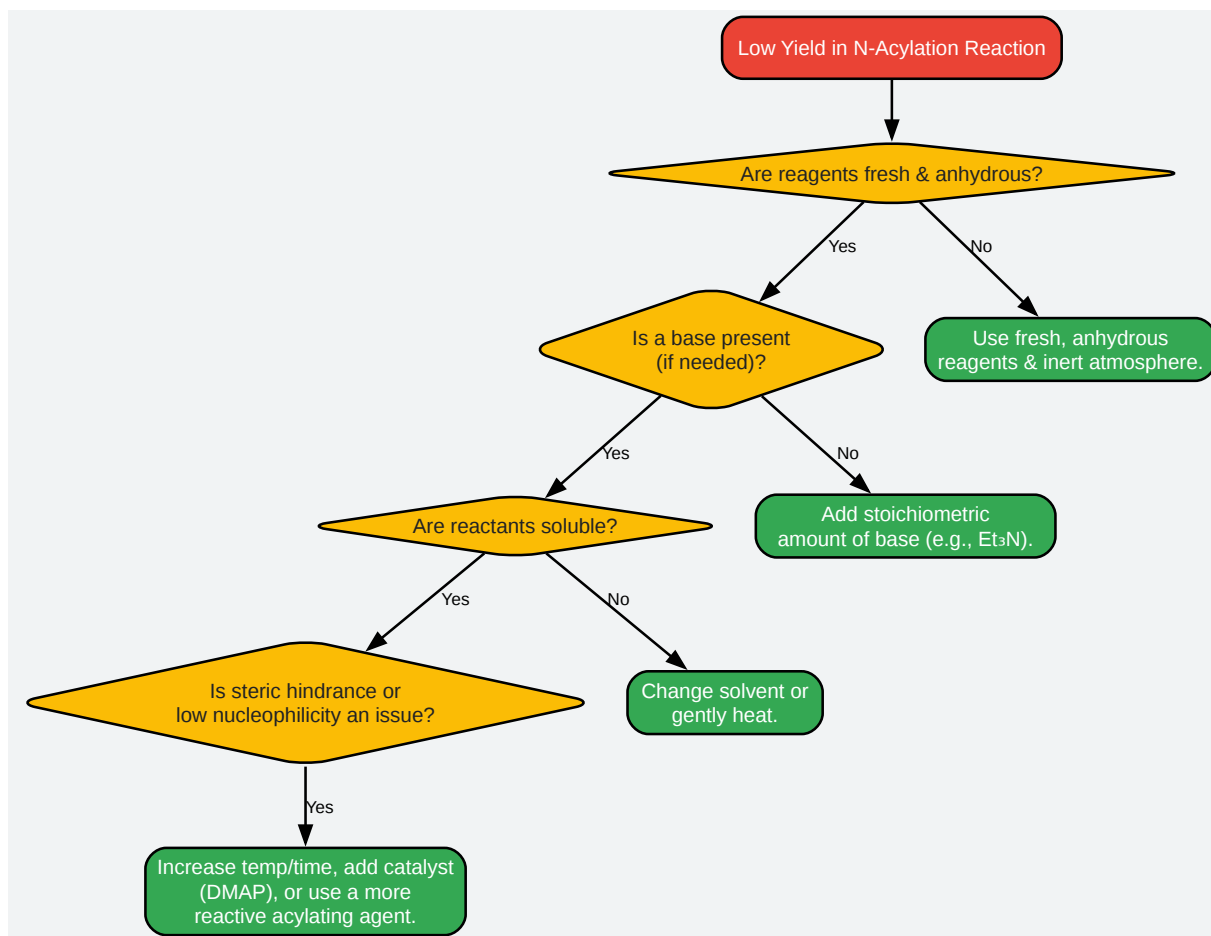 Low Yield in N-Acylation Reaction
Are reagents fresh & anhydrous?
Yes
No
Is a base present
(if needed)?
Use fresh, anhydrous
reagents & inert atmosphere.
Yes
No
Are reactants soluble?
Add stoichiometric
amount of base (e.g., Et₃N).
Yes
No
Is steric hindrance or
low nucleophilicity an issue?
Change solvent or
gently heat.
Yes
Increase temp/time, add catalyst
(DMAP), or use a more
reactive acylating agent.